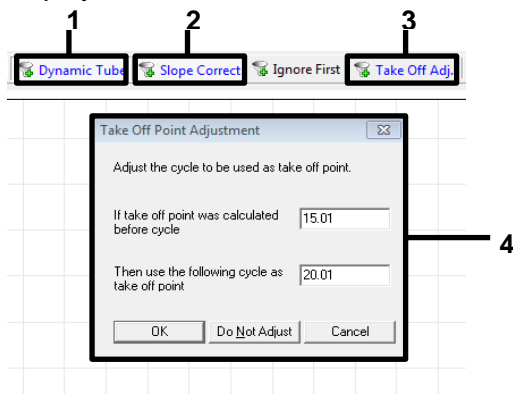 1 2 3
Dynamic Tube Slope Correct Ignore First Take Off Adj.
Take Off Point Adjustment
Adjust the cycle to be used as take off point.
If take off point was calculated
before cycle
15.01
Then use the following cycle as
take off point
20.01
OK Do Not Adjust Cancel
4